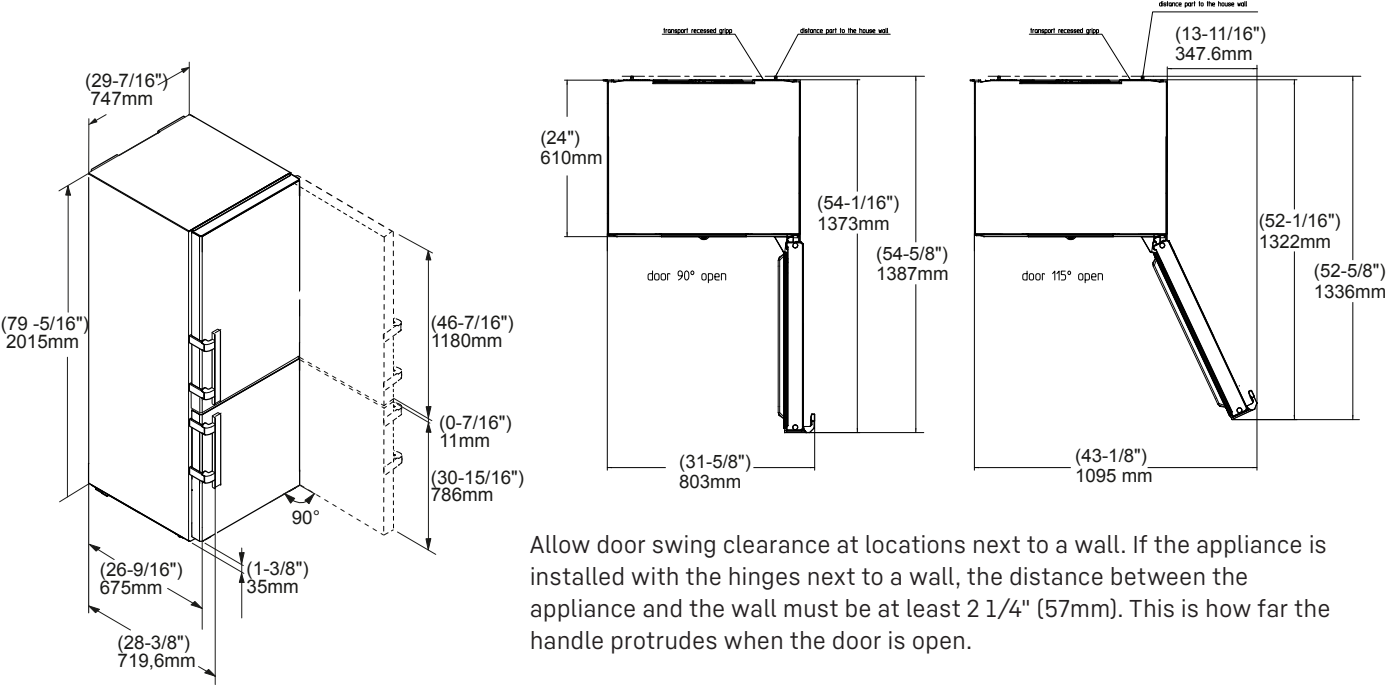 (29-7/16")
747mm
(79 -5/16")
2015mm
(46-7/16")
1180mm
(0-7/16")
11mm
(30-15/16")
786mm
90°
(1-3/8")
35mm
(26-9/16")
675mm
(28-3/8")
719,6mm
transport recessed gripp
distance part to the house wall
(24")
610mm
(54-1/16")
1373mm
(54-5/8")
1387mm
door 90° open
(31-5/8")
803mm
distance part to the house wall
transport recessed gripp
(13-11/16")
347.6mm
(52-1/16")
1322mm
(52-5/8")
1336mm
door 115° open
(43-1/8")
1095 mm
Allow door swing clearance at locations next to a wall. If the appliance is
installed with the hinges next to a wall, the distance between the
appliance and the wall must be at least 2 1/4" (57mm). This is how far the
handle protrudes when the door is open.